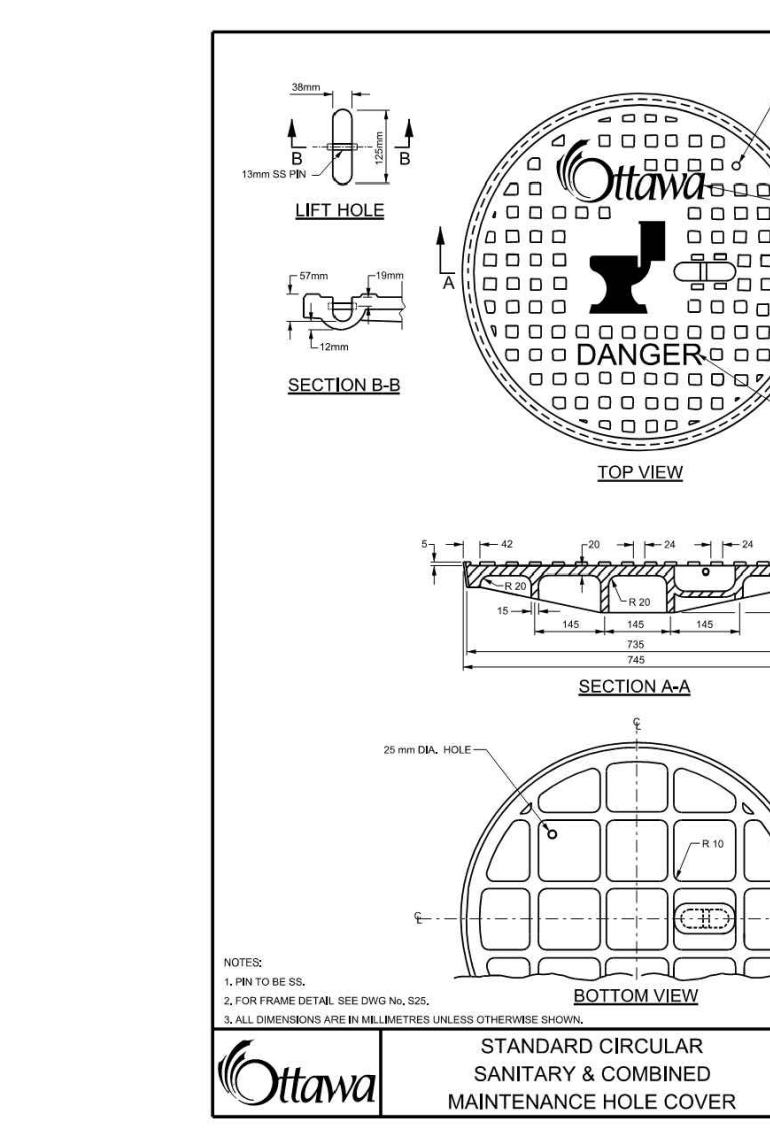 38mm
125mm
B
B
13mm SS PIN
LIFT HOLE
57mm
19mm
12mm
SECTION B-B
Ottawa
A
DANGER
TOP VIEW
5
42
20
24
24
R 20
R 20
15
145
145
145
735
745
SECTION A-A
25 mm DIA. HOLE
R 10
BOTTOM VIEW
NOTES:
1. PIN TO BE SS.
2. FOR FRAME DETAIL SEE DWG No. S25.
3. ALL DIMENSIONS ARE IN MILLIMETRES UNLESS OTHERWISE SHOWN.
Ottawa
STANDARD CIRCULAR
SANITARY & COMBINED
MAINTENANCE HOLE COVER